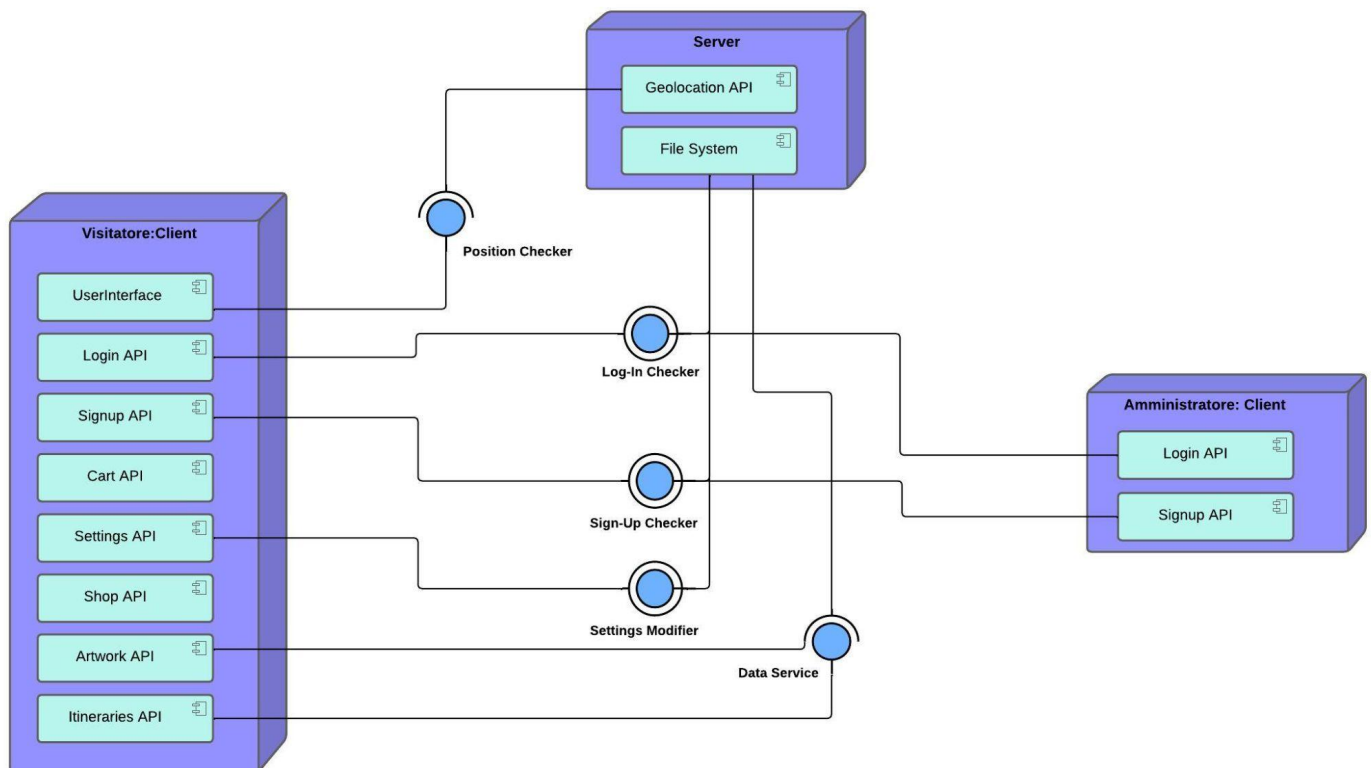 Server
Geolocation API
File System
Visitatore:Client
UserInterface
Login API
Signup API
Cart API
Settings API
Shop API
Artwork API
Itineraries API
Position Checker
Log-In Checker
Sign-Up Checker
Settings Modifier
Data Service
Amministratore: Client
Login API
Signup API